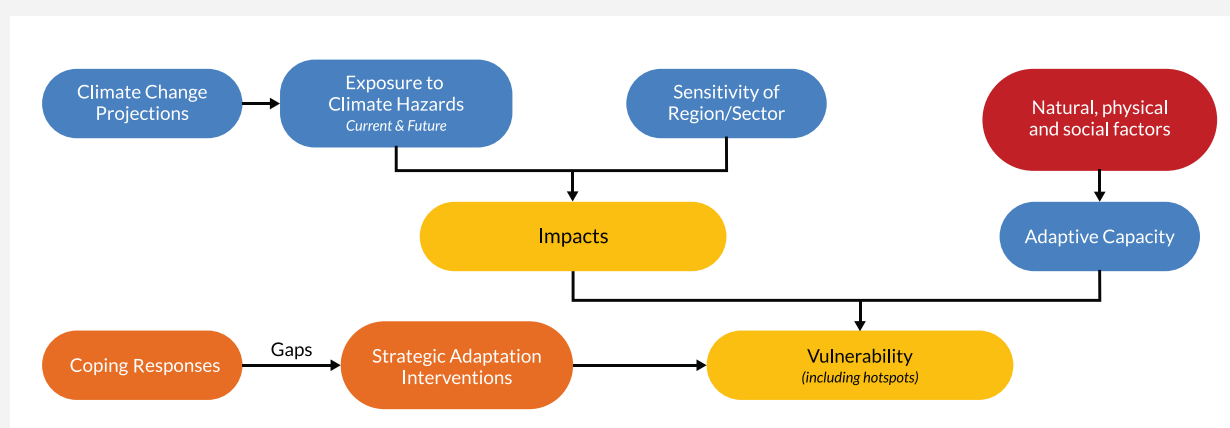 Climate Change
Projections
Exposure to
Climate Hazards
Current & Future
Sensitivity of
Region/Sector
Natural, physical
and social factors
Impacts
Adaptive Capacity
Coping Responses
Gaps
Strategic Adaptation
Interventions
Vulnerability
(including hotspots)